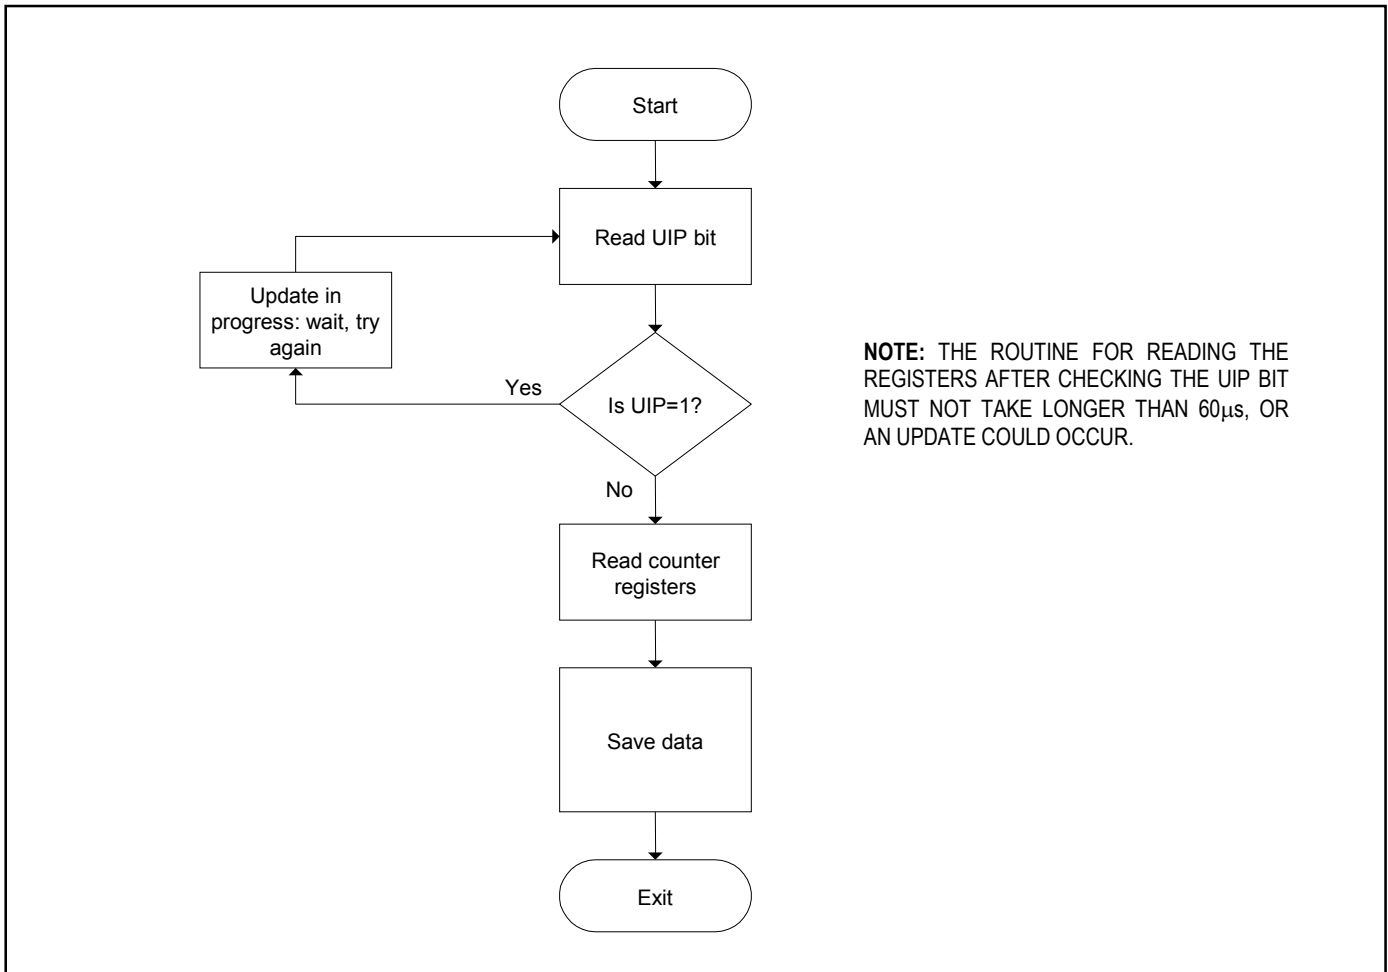 Start
Read UIP bit
Update in
progress: wait, try
again
Yes
Is UIP=1?
No
Read counter
registers
Save data
Exit
NOTE: THE ROUTINE FOR READING THE
REGISTERS AFTER CHECKING THE UIP BIT
MUST NOT TAKE LONGER THAN 60μs, OR
AN UPDATE COULD OCCUR.